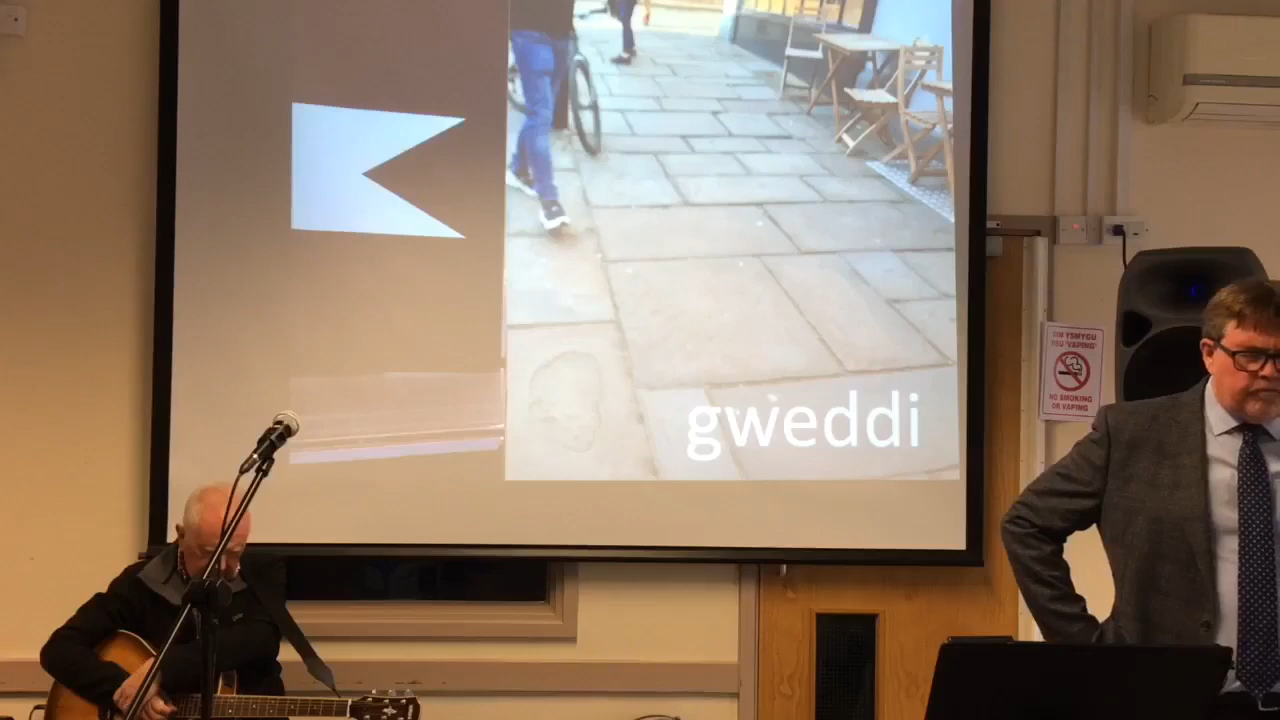 gweddi
DIM YSMYGU
NEU 'VAPING'
NO SMOKING
OR VAPING